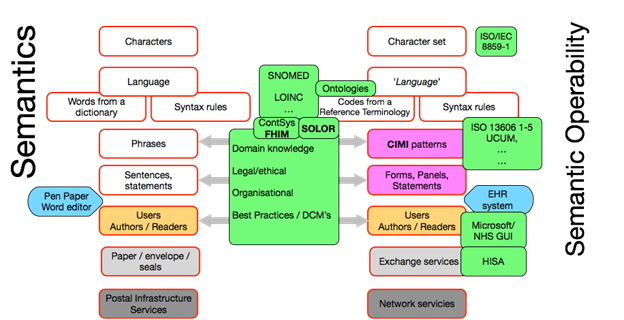 Semantics
Semantic Operability
Characters
Character set
ISO/IEC
8859-1
Language
SNOMED
LOINC
...
Ontologies
'Language'
Words from a
dictionary
Syntax rules
Codes from a
Reference Terminology
Syntax rules
ContSys
FHIM
SOLOR
ISO 13606 1-5
UCUM,
... ...
Phrases
Domain knowledge
Legal/ethical
Organisational
Best Practices / DCM's
CIMI patterns
Sentences,
statements
Forms, Panels,
Statements
Pen Paper
Word editor
EHR
system
Users
Authors / Readers
Users
Authors / Readers
Microsoft/
NHS GUI
Paper / envelope /
seals
Exchange services
HISA
Postal Infrastructure
Services
Network servicies